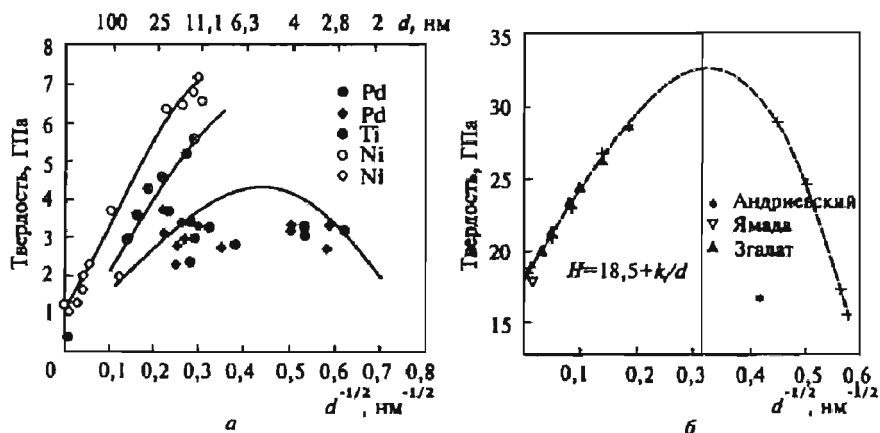 100 25 11,1 6,3 4 2,8 2 d, нм
Твердость, ГПа
8
7
6
5
4
3
2
1
0
Pd
Pd
Ti
Ni
Ni
0,1 0,2 0,3 0,4 0,5 0,6 0,7 0,8
d-1/2, нм-1/2
а
Твердость, ГПа
35
30
25
20
15
Андриевский
Ямада
Згалат
H=18,5+k/d
0,1 0,2 0,3 0,4 0,5 0,6
d-1/2, нм-1/2
б